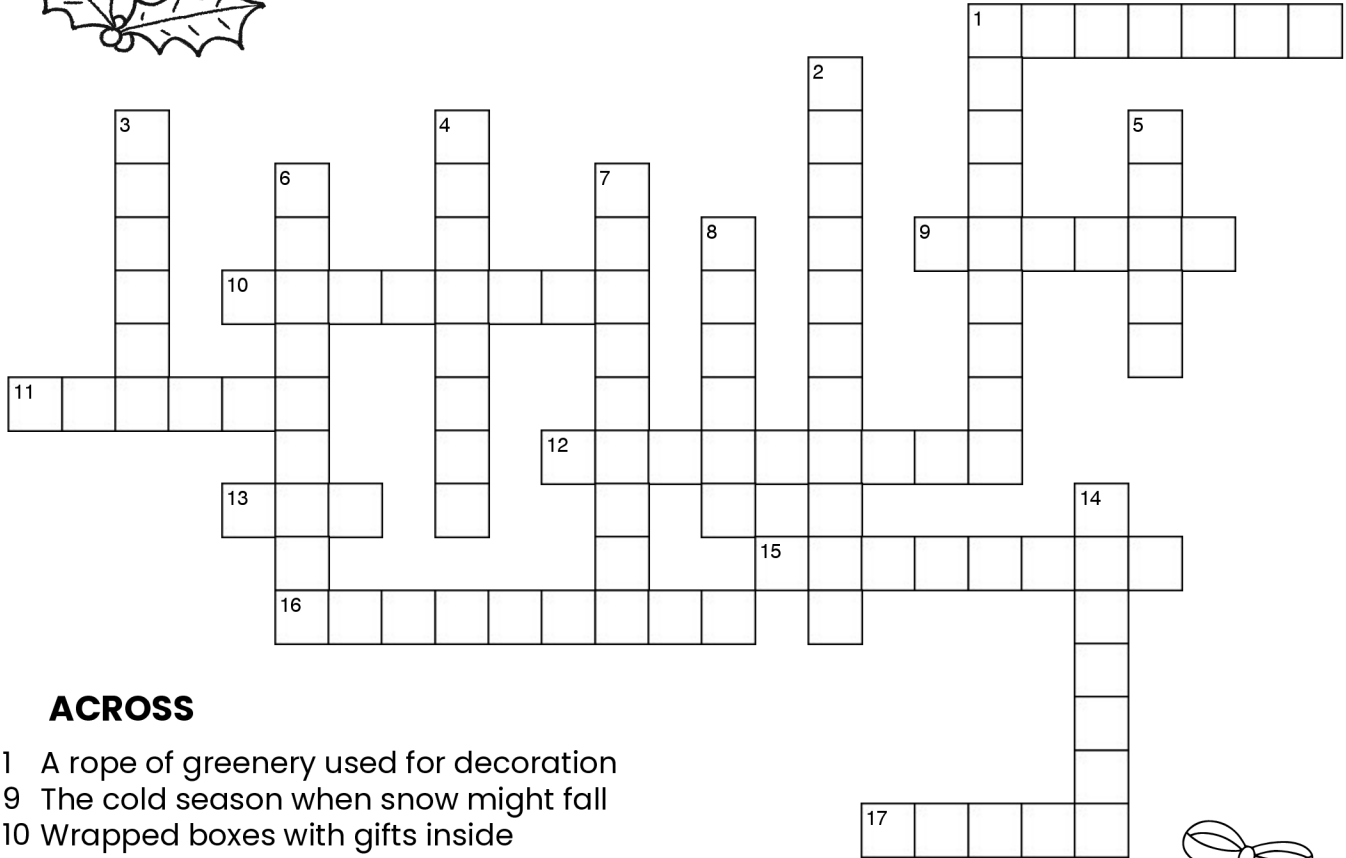 1
2
3 4 5
6 7
8 9
10
11
12
13 14
15
16
ACROSS
1 A rope of greenery used for decoration
9 The cold season when snow might fall
10 Wrapped boxes with gifts inside
17